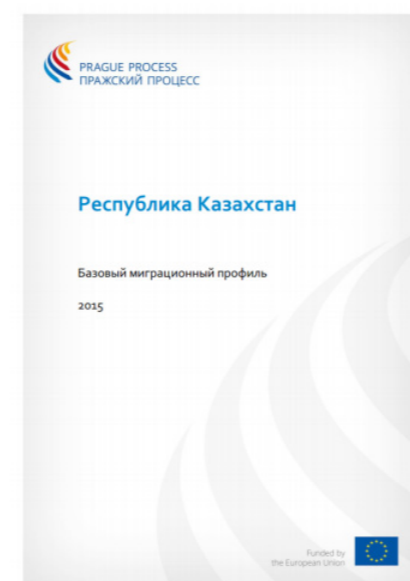 PRAGUE PROCESS
ПРАЖСКИЙ ПРОЦЕСС
Республика Казахстан
Базовый миграционный профиль
2015
Funded by
the European Union